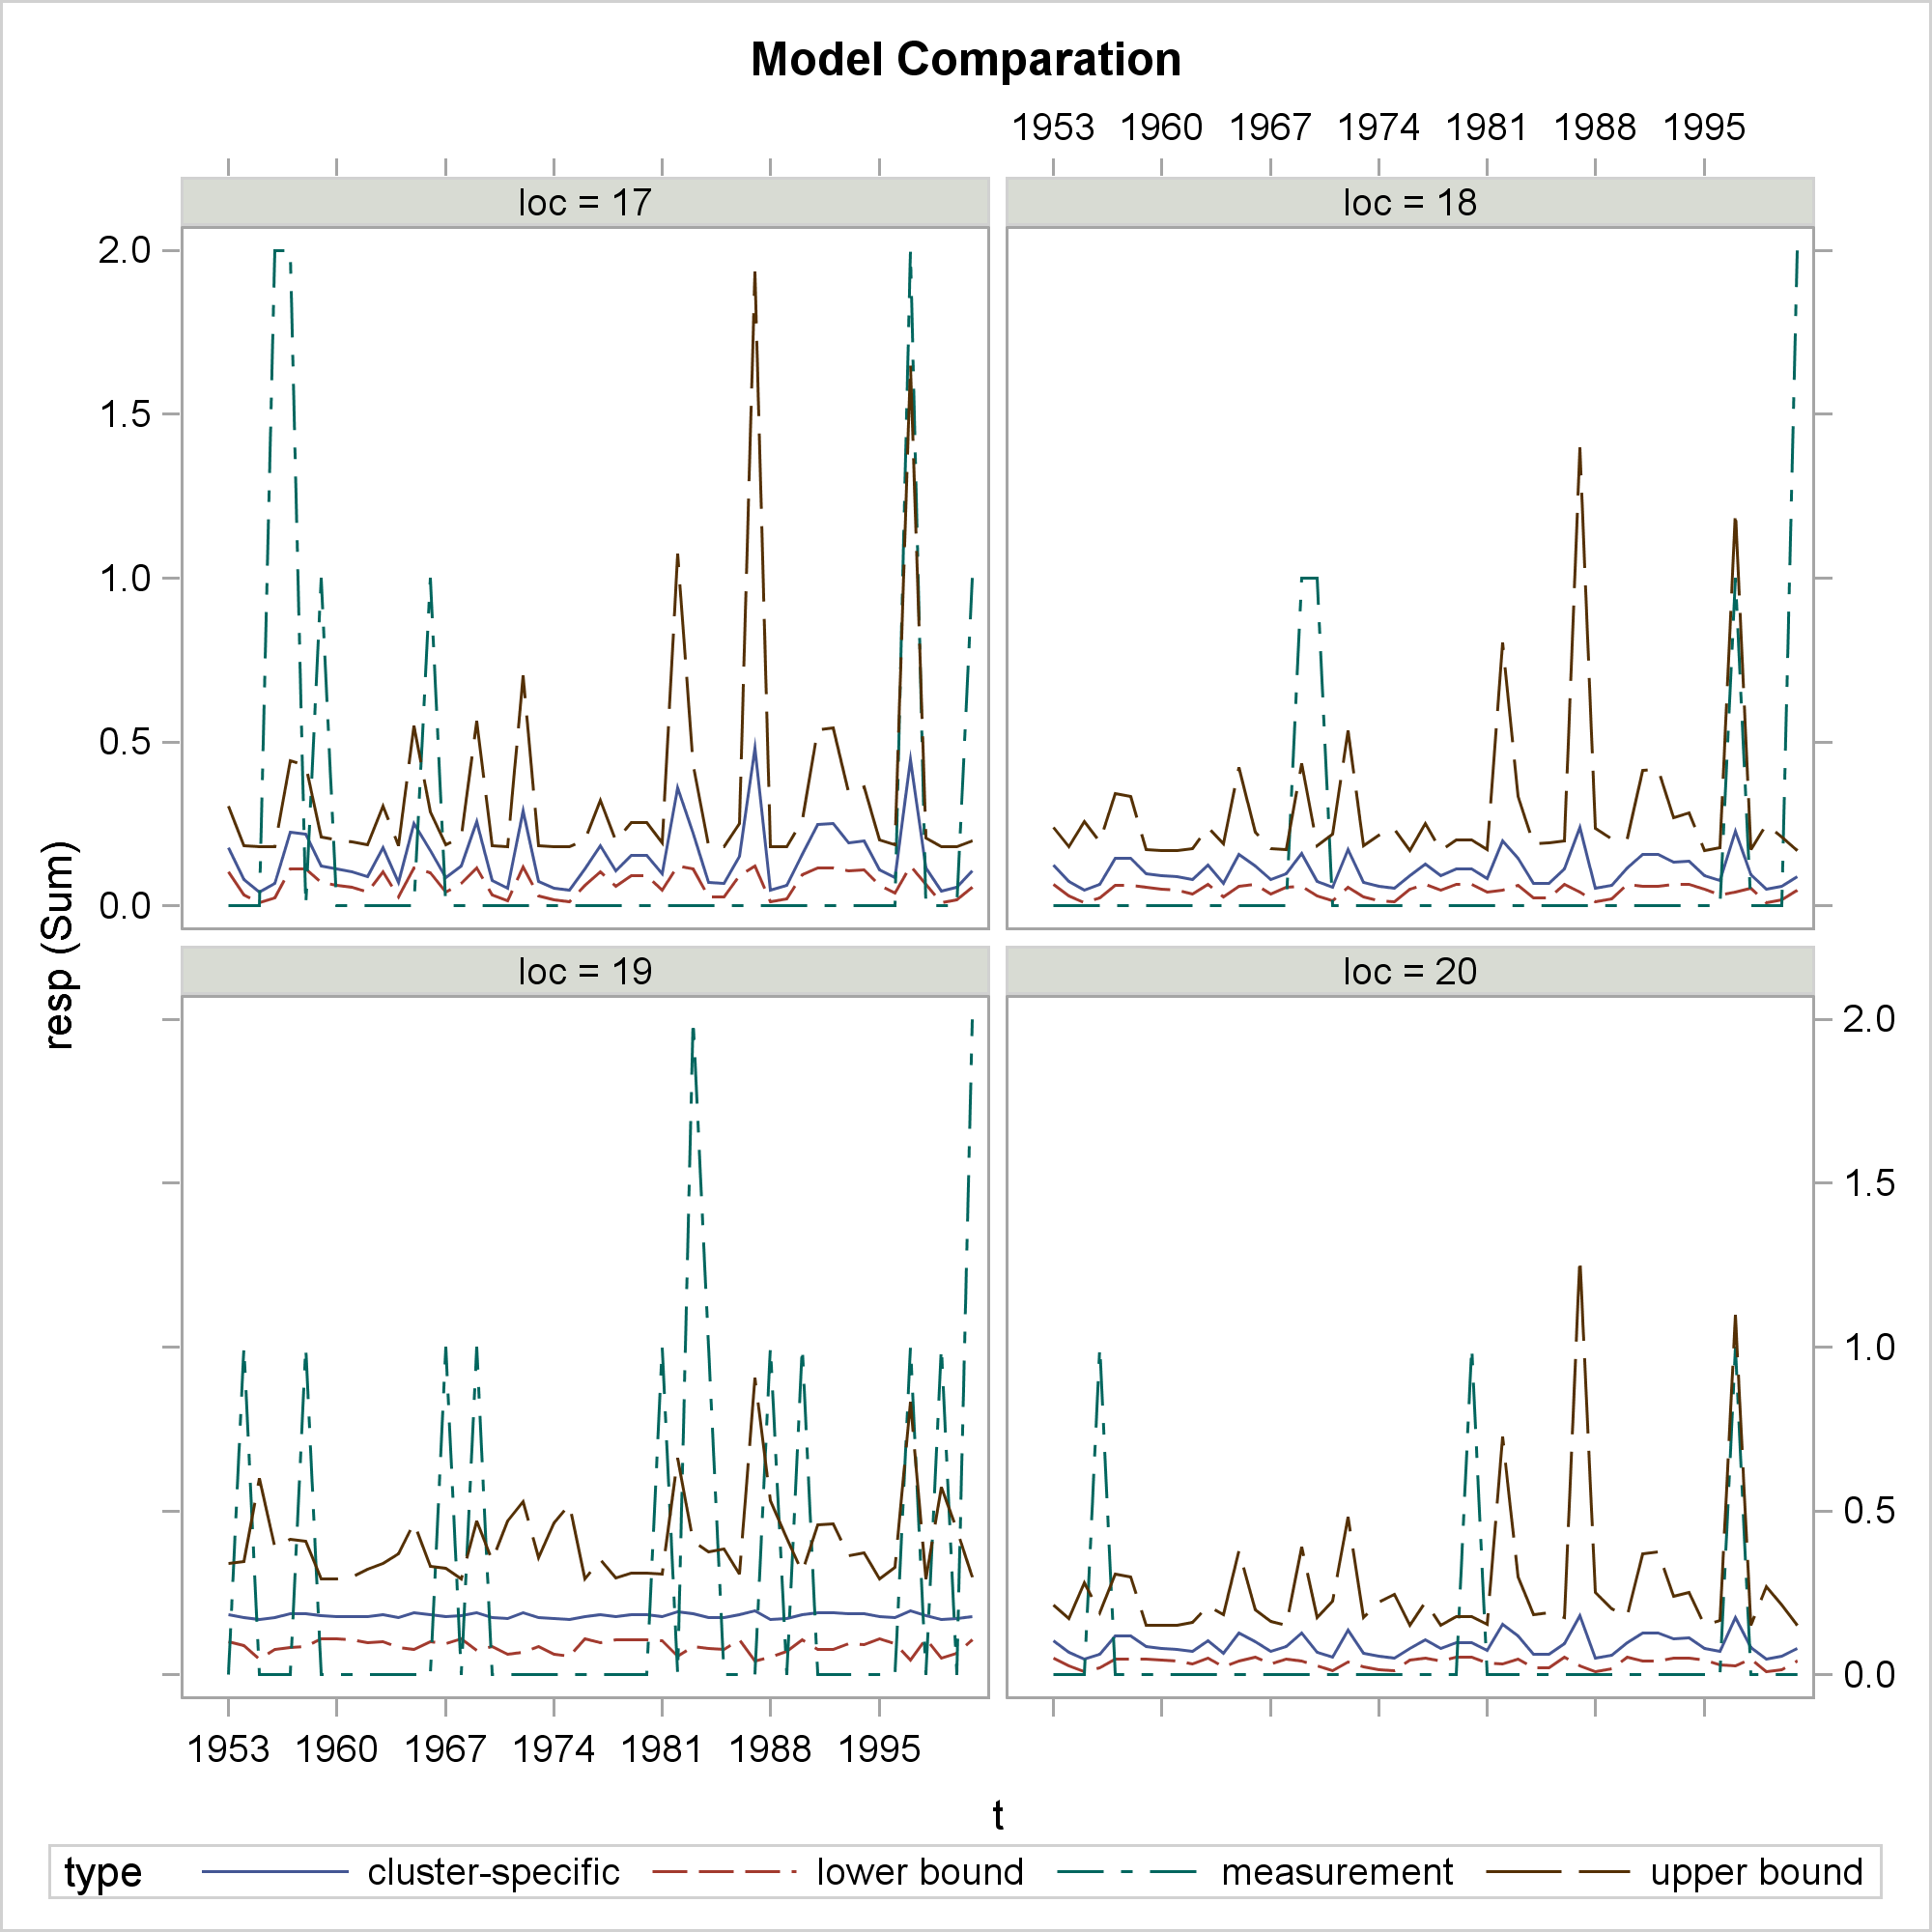 Model Comparation
1953 1960 1967 1974 1981 1988 1995
loc = 17
loc = 18
2.0
1.5
1.0
0.5
0.0
resp (Sum)
loc = 19
loc = 20
2.0
1.5
1.0
0.5
0.0
1953 1960 1967 1974 1981 1988 1995
t
type cluster-specific lower bound measurement upper bound